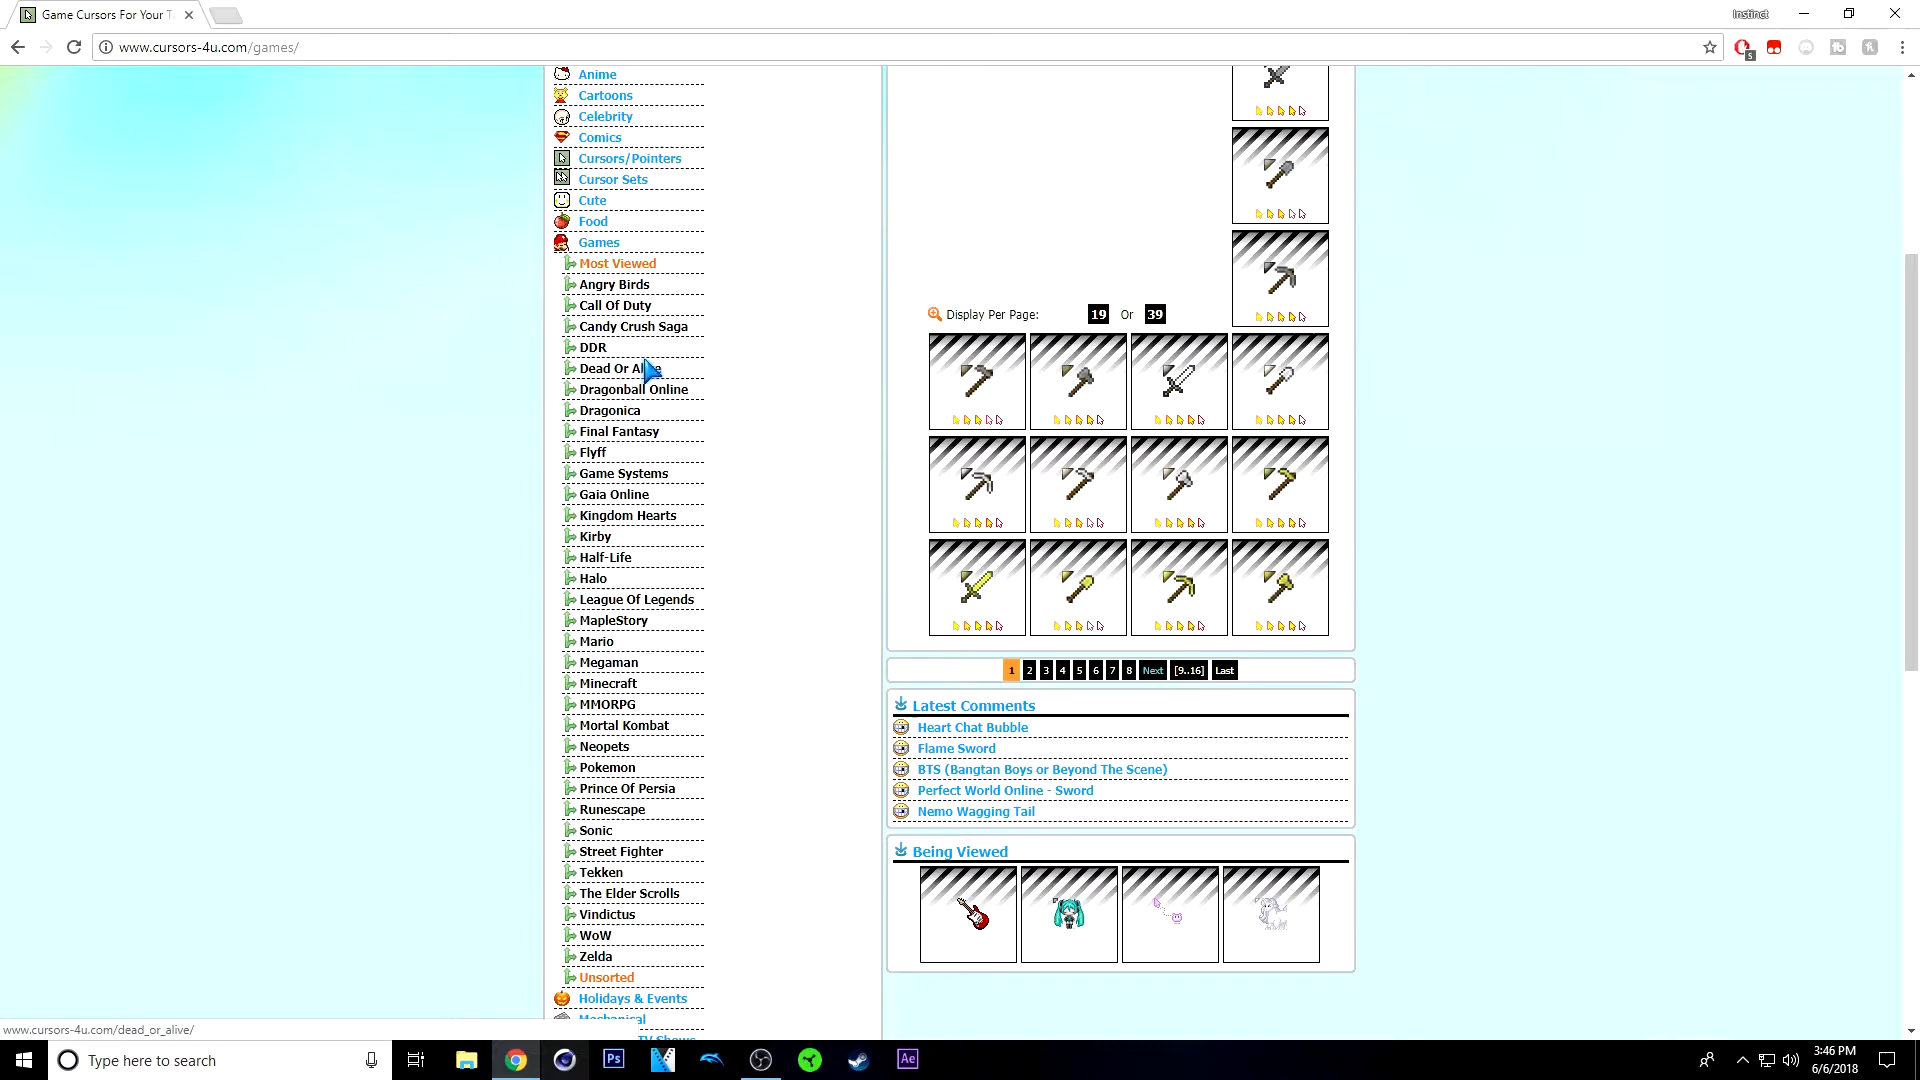 Game Cursors For Your T
Instinct
www.cursors-4u.com/games/
5
Anime
Cartoons
Celebrity
Comics
Cursors/Pointers
Cursor Sets
Cute
Food
Games
Most Viewed
Angry Birds
Call Of Duty
Candy Crush Saga
DDR
Dead Or Alive
Dragonball Online
Dragonica
Final Fantasy
Flyff
Game Systems
Gaia Online
Kingdom Hearts
Kirby
Half-Life
Halo
League Of Legends
MapleStory
Mario
Megaman
Minecraft
MMORPG
Mortal Kombat
Neopets
Pokemon
Prince Of Persia
Runescape
Sonic
Street Fighter
Tekken
The Elder Scrolls
Vindictus
WoW
Zelda
Unsorted
Holidays & Events
Mechanical
TV Shows
Display Per Page: 19 Or 39
1 2 3 4 5 6 7 8 Next [9..16] Last
Latest Comments
Heart Chat Bubble
Flame Sword
BTS (Bangtan Boys or Beyond The Scene)
Perfect World Online - Sword
Nemo Wagging Tail
Being Viewed
www.cursors-4u.com/dead_or_alive/
Type here to search
Ps
Ae
3:46 PM
6/6/2018